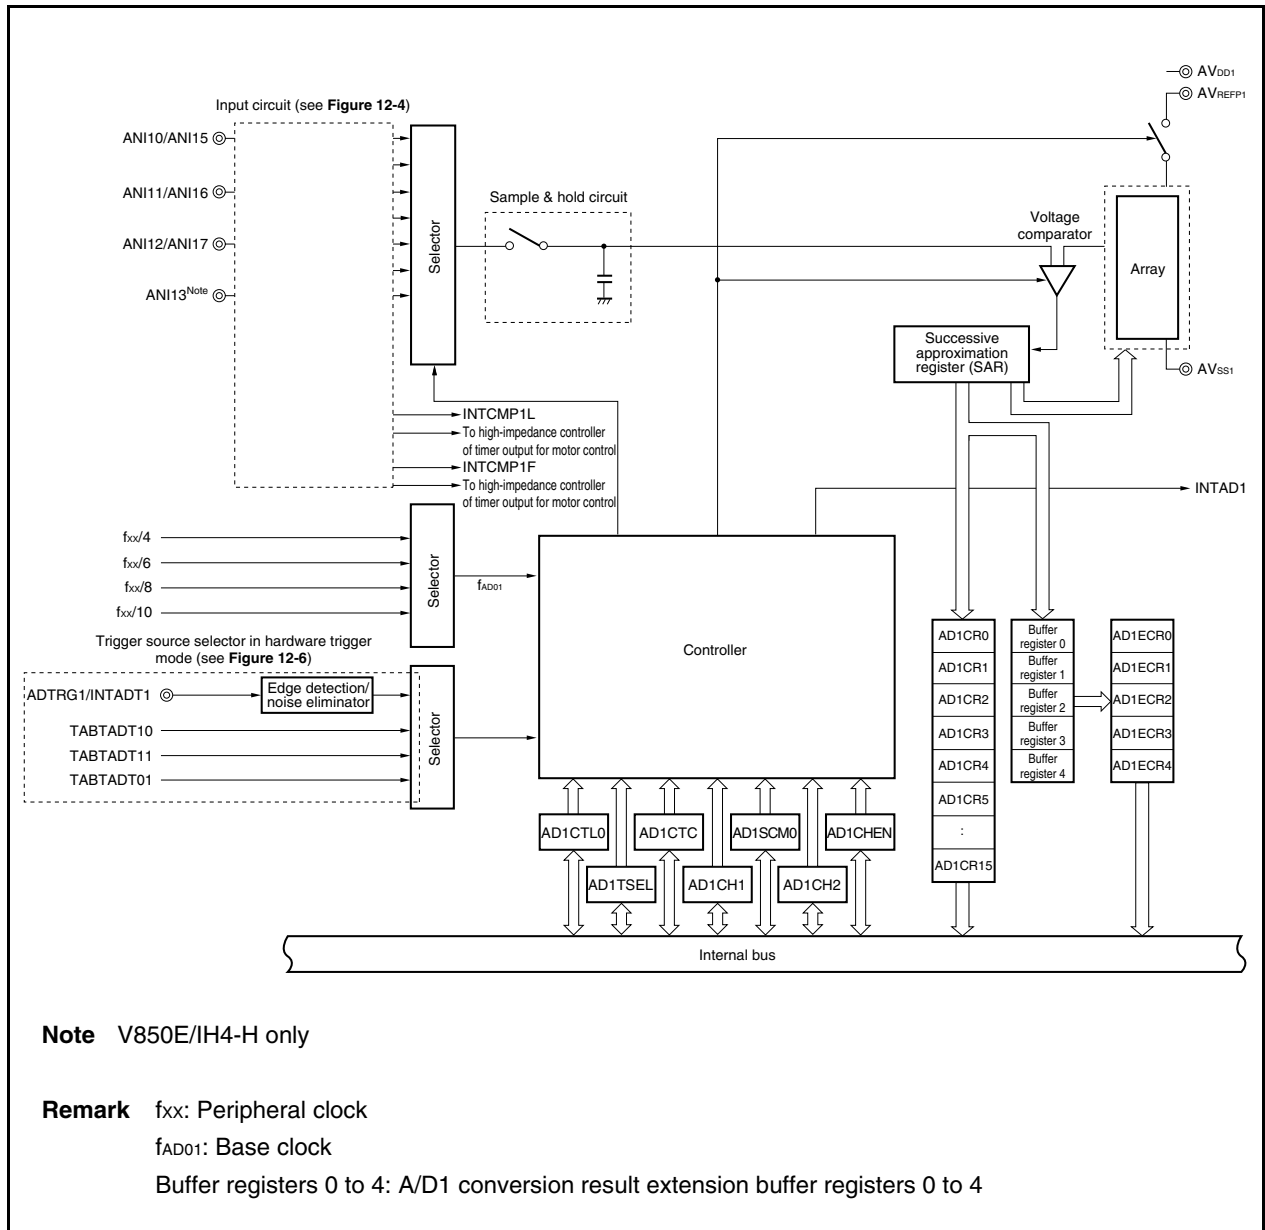 AVDD1
AVREFP1
Input circuit (see Figure 12-4)
ANI10/ANI15
ANI11/ANI16
ANI12/ANI17
ANI13Note
Selector
Sample & hold circuit
Voltage
comparator
Array
Successive
approximation
register (SAR)
AVSS1
INTCMP1L
To high-impedance controller
of timer output for motor control
INTCMP1F
To high-impedance controller
of timer output for motor control
INTAD1
fxx/4
fxx/6
fxx/8
fxx/10
Selector
fAD01
Trigger source selector in hardware trigger
mode (see Figure 12-6)
ADTRG1/INTADT1
Edge detection/
noise eliminator
TABTADT10
TABTADT11
TABTADT01
Selector
Controller
AD1CR0
AD1CR1
AD1CR2
AD1CR3
AD1CR4
AD1CR5
:
AD1CR15
Buffer
register 0
Buffer
register 1
Buffer
register 2
Buffer
register 3
Buffer
register 4
AD1ECR0
AD1ECR1
AD1ECR2
AD1ECR3
AD1ECR4
AD1CTL0
AD1CTC
AD1SCM0
AD1CHEN
AD1TSEL
AD1CH1
AD1CH2
Internal bus
Note V850E/IH4-H only
Remark fxx: Peripheral clock
fAD01: Base clock
Buffer registers 0 to 4: A/D1 conversion result extension buffer registers 0 to 4